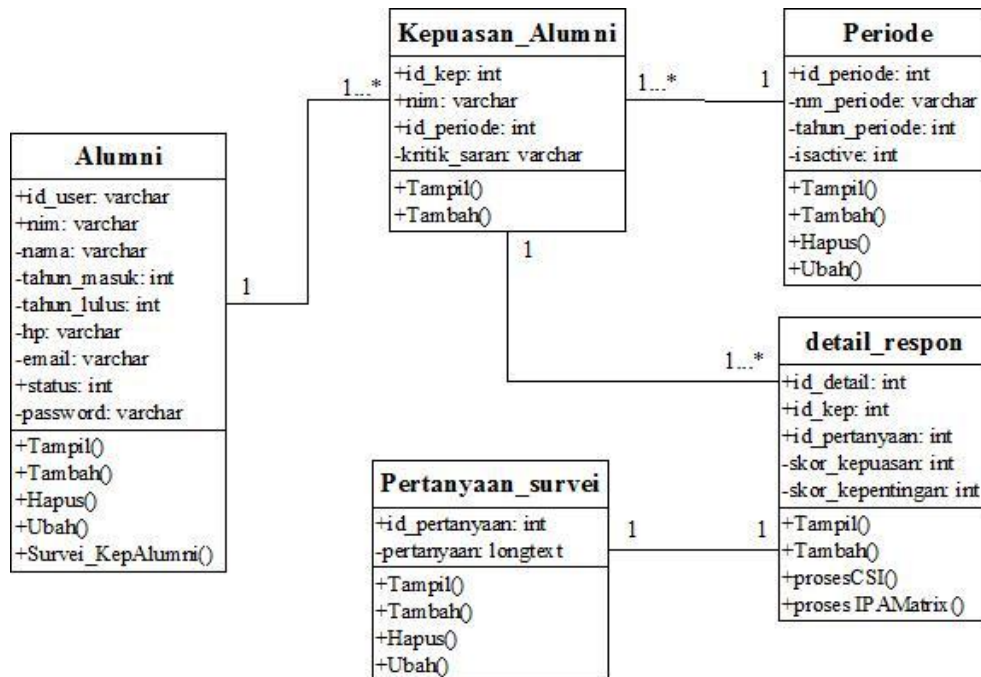 Kepuasan_Alumni
+id_kep: int
+nim: varchar
+id_periode: int
-kritik_saran: varchar
+Tampil()
+Tambah()
1
1...*
1...*
1
Periode
+id_periode: int
-nm_periode: varchar
-tahun_periode: int
-isactive: int
+Tampil()
+Tambah()
+Hapus()
+Ubah()
Alumni
+id_user: varchar
+nim: varchar
-nama: varchar
-tahun_masuk: int
-tahun_lulus: int
-hp: varchar
-email: varchar
+status: int
-password: varchar
+Tampil()
+Tambah()
+Hapus()
+Ubah()
+Survei_KepAlumni()
1
1...*
detail_respon
+id_detail: int
+id_kep: int
+id_pertanyaan: int
-skor_kepuasan: int
-skor_kepentingan: int
+Tampil()
+Tambah()
+prosesCSI()
+proses IPAMatrix()
Pertanyaan_survei
+id_pertanyaan: int
-pertanyaan: longtext
+Tampil()
+Tambah()
+Hapus()
+Ubah()
1
1